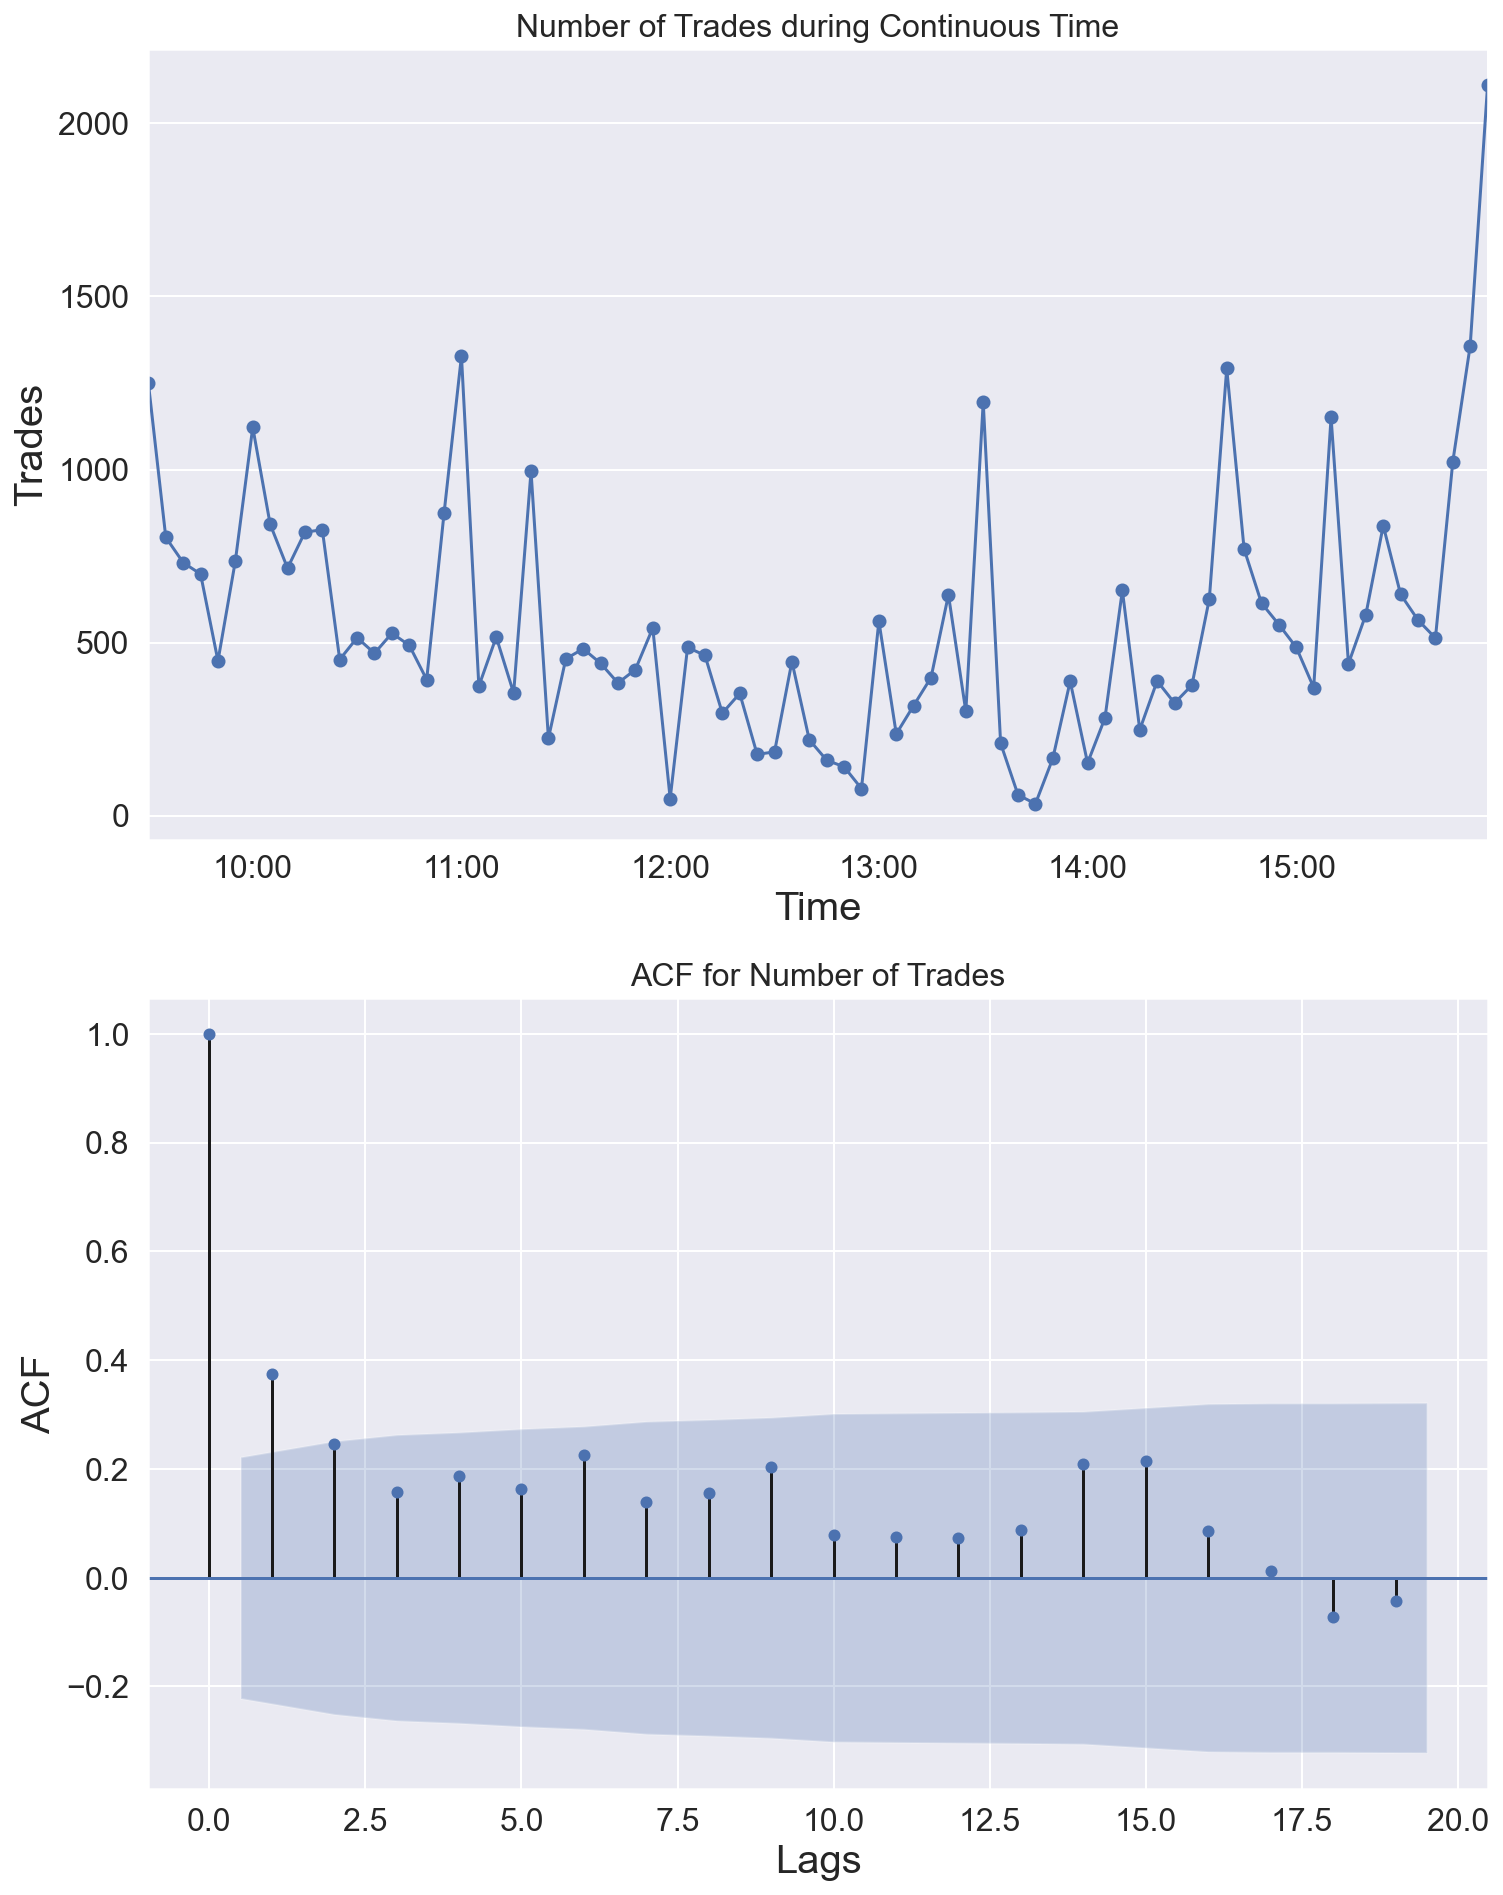 Number of Trades during Continuous Time
2000
1500
1000
500
0
Trades
10:00 11:00 12:00 13:00 14:00 15:00
Time
ACF for Number of Trades
1.0
0.8
0.6
0.4
0.2
0.0
−0.2
ACF
0.0 2.5 5.0 7.5 10.0 12.5 15.0 17.5 20.0
Lags